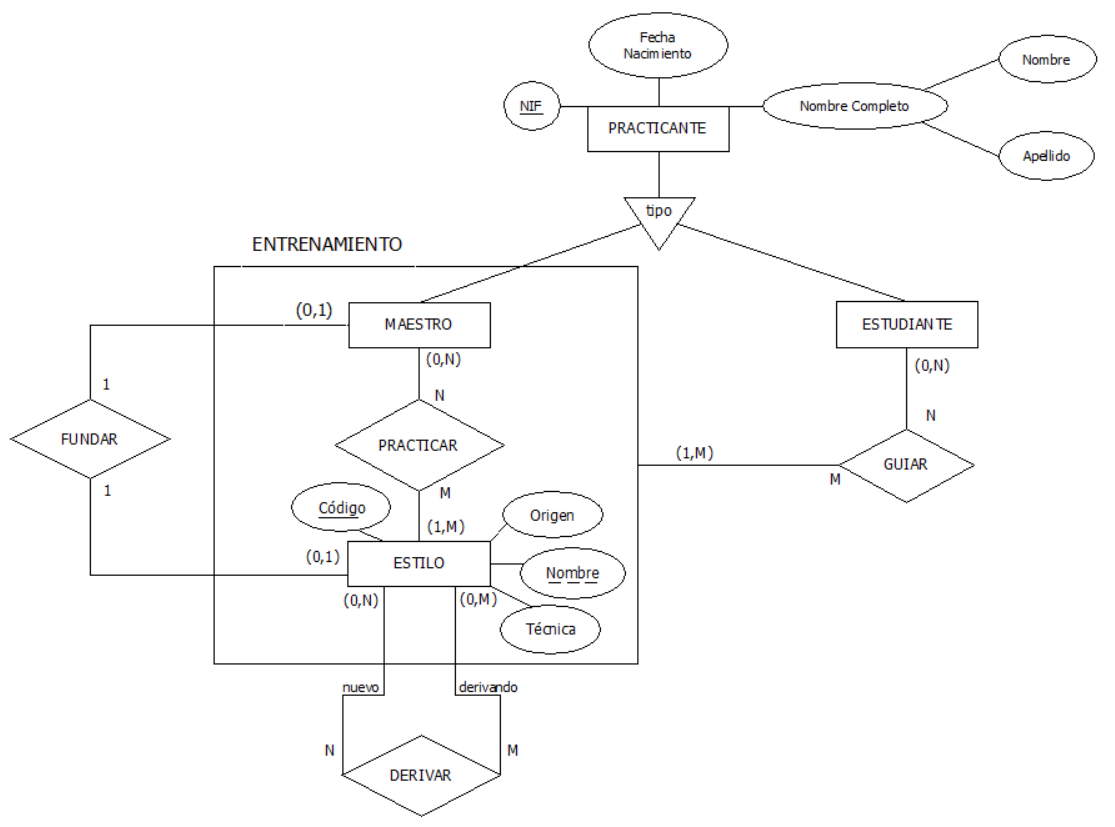 Fecha
Nacimiento
Nombre
NIF
Nombre Completo
PRACTICANTE
Apellido
tipo
ENTRENAMIENTO
(0,1)
MAESTRO
ESTUDIANTE
(0,N)
(0,N)
1
N
N
FUNDAR
PRACTICAR
(1,M)
GUIAR
M
1
M
Código
Origen
(1,M)
(0,1)
ESTILO
Nombre
(0,N)
(0,M)
Técnica
nuevo
derivando
N
M
DERIVAR